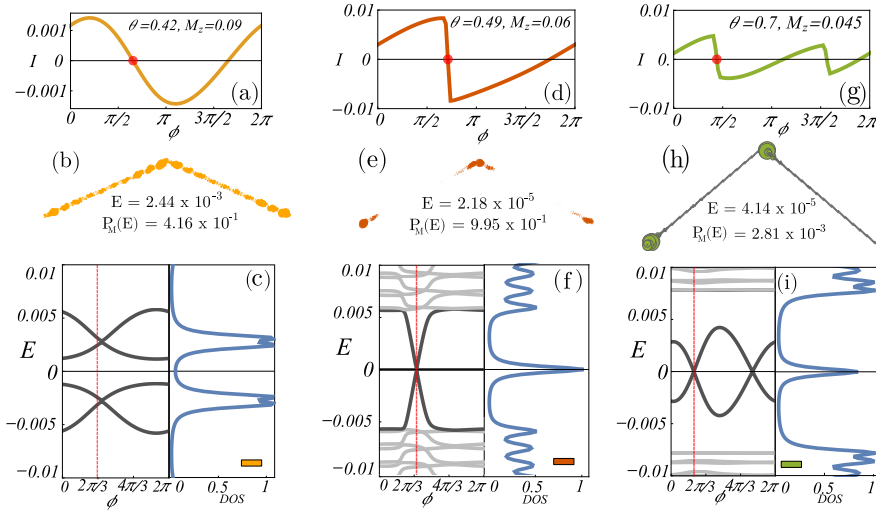 θ=0.42, M_z=0.09
0.001
I 0
−0.001
(a)
0 π/2 π 3π/2 2π
ϕ
θ=0.49, M_z=0.06
0.01
I 0
−0.01
(d)
0 π/2 π 3π/2 2π
ϕ
θ=0.7, M_z=0.045
0.01
I 0
−0.01
(g)
0 π/2 π 3π/2 2π
ϕ
(b)
E = 2.44 x 10⁻³
P_M(E) = 4.16 x 10⁻¹
(e)
E = 2.18 x 10⁻⁵
P_M(E) = 9.95 x 10⁻¹
(h)
E = 4.14 x 10⁻⁵
P_M(E) = 2.81 x 10⁻³
0.01
0.005
E 0
−0.005
−0.01
(c)
0 2π/3 4π/3 2π
ϕ
0 0.5 1
DOS
0.01
0.005
E 0
−0.005
−0.01
(f)
0 2π/3 4π/3 2π
ϕ
0 0.5 1
DOS
0.01
0.005
E 0
−0.005
−0.01
(i)
0 2π/3 4π/3 2π
ϕ
0 0.5 1
DOS